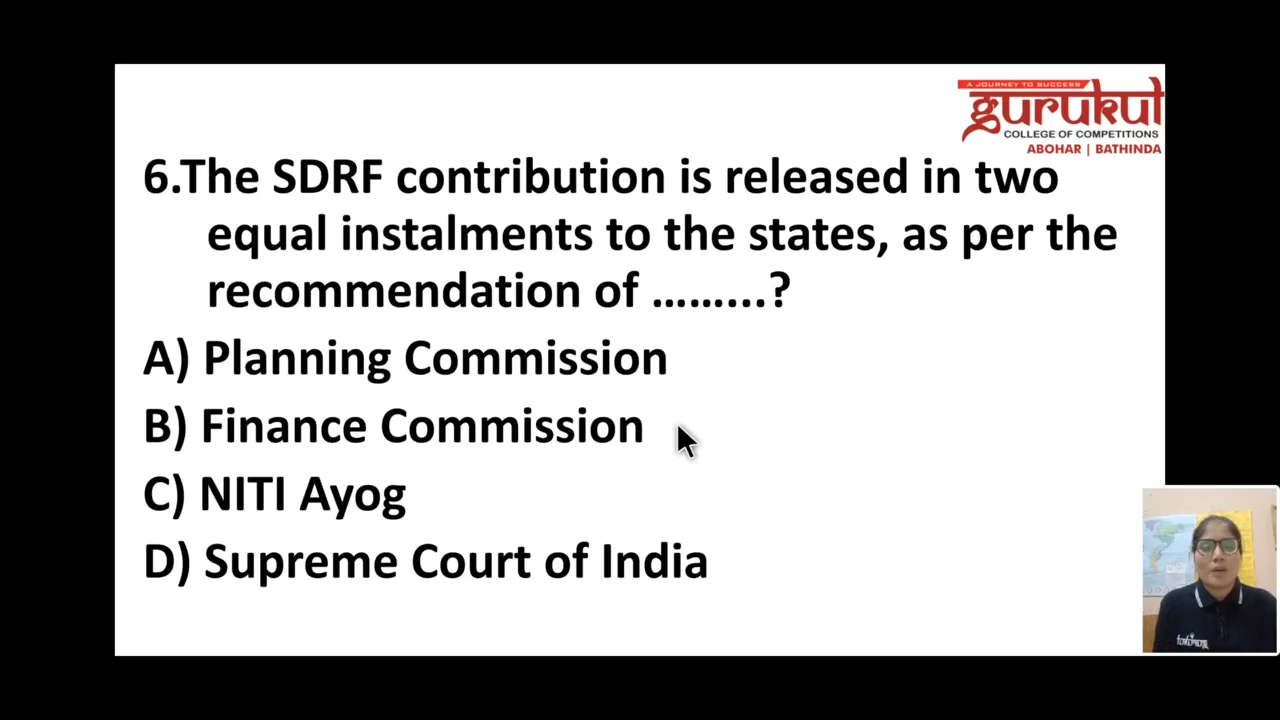 A JOURNEY TO SUCCESS
gurukul
COLLEGE OF COMPETITIONS
ABOHAR | BATHINDA
6.The SDRF contribution is released in two
equal instalments to the states, as per the
recommendation of ……...?
A) Planning Commission
B) Finance Commission
C) NITI Ayog
D) Supreme Court of India